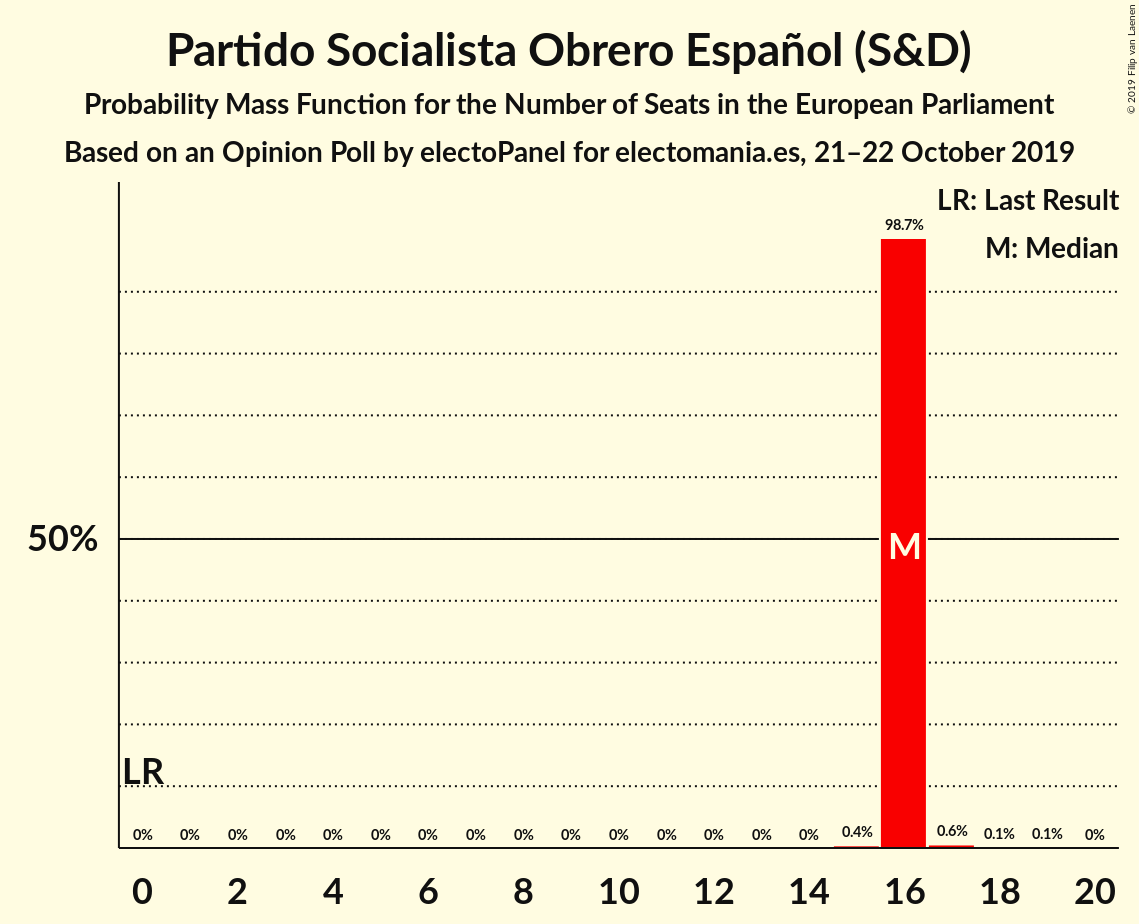 Partido Socialista Obrero Español (S&D)
Probability Mass Function for the Number of Seats in the European Parliament
Based on an Opinion Poll by electoPanel for electomania.es, 21–22 October 2019
© 2019 Filip van Laenen
LR: Last Result
M: Median
98.7%
50%
M
LR
0% 0% 0% 0% 0% 0% 0% 0% 0% 0% 0% 0% 0% 0% 0% 0.4% 0.6% 0.1% 0.1% 0%
0 2 4 6 8 10 12 14 16 18 20